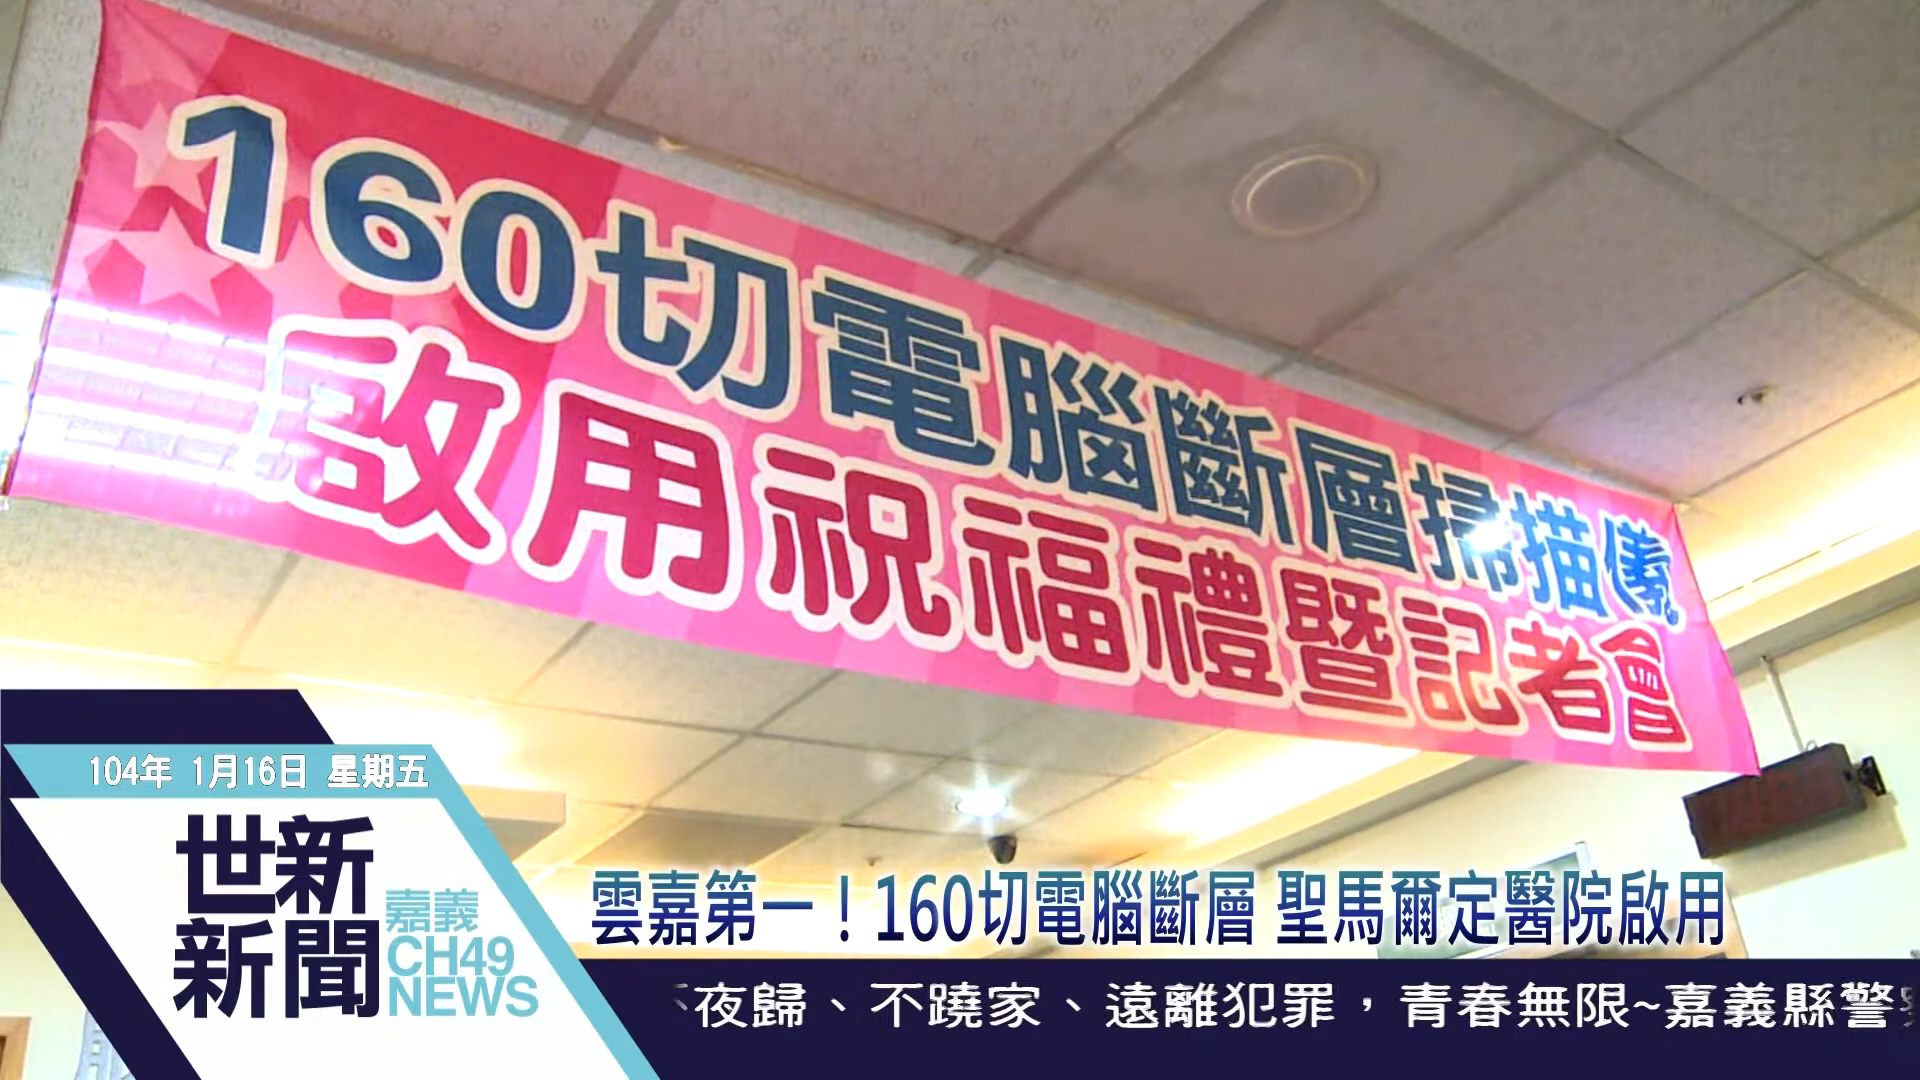 160切電腦斷層掃描儀
啟用祝福禮暨記者會
104年 1月16日 星期五
世新
新聞
嘉義
CH49
NEWS
雲嘉第一！160切電腦斷層 聖馬爾定醫院啟用
夜歸、不蹺家、遠離犯罪，青春無限~嘉義縣警